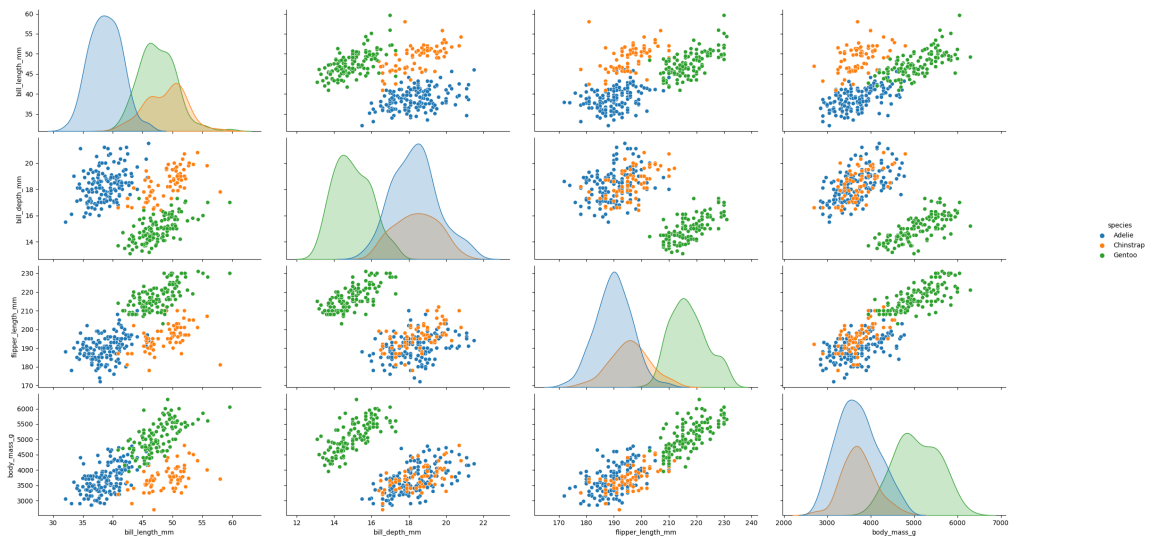 60
55
50
45
40
35
bill_length_mm
20
18
16
14
bill_depth_mm
species
Adelie
Chinstrap
Gentoo
230
220
210
200
190
180
170
flipper_length_mm
6000
5500
5000
4500
4000
3500
3000
body_mass_g
30 40 50 60 12 14 16 18 20 22 170 180 190 200 210 220 230 240 2000 3000 4000 5000 6000 7000
bill_length_mm bill_depth_mm flipper_length_mm body_mass_g